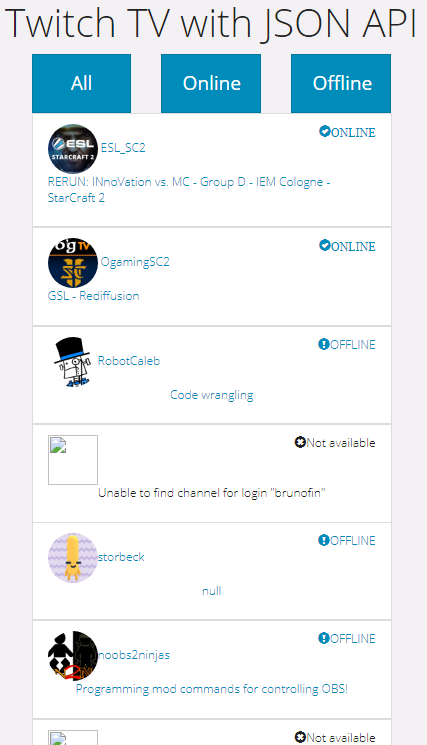 Twitch TV with JSON API
All Online Offline
ESL
STARCRAFT 2
ESL_SC2
ONLINE
RERUN: INnoVation vs. MC - Group D - IEM Cologne -
StarCraft 2
og TV
OgamingSC2
ONLINE
GSL - Rediffusion
RobotCaleb
OFFLINE
Code wrangling
Not available
Unable to find channel for login "brunofin"
storbeck
OFFLINE
null
noobs2ninjas
OFFLINE
Programming mod commands for controlling OBS!
Not available